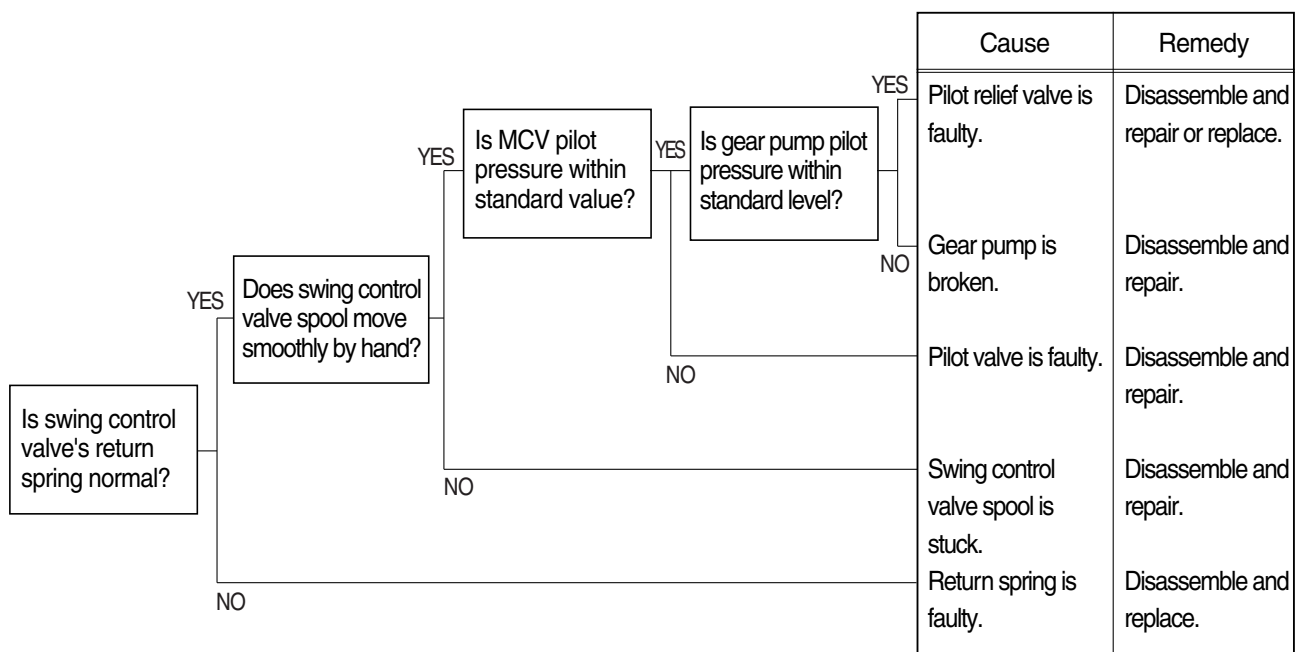 Cause
Remedy
YES
Pilot relief valve is
faulty.
Disassemble and
repair or replace.
Is MCV pilot
pressure within
standard value?
YES
YES
Is gear pump pilot
pressure within
standard level?
NO
Gear pump is
broken.
Disassemble and
repair.
YES
Does swing control
valve spool move
smoothly by hand?
NO
Pilot valve is faulty.
Disassemble and
repair.
Is swing control
valve's return
spring normal?
NO
Swing control
valve spool is
stuck.
Disassemble and
repair.
NO
Return spring is
faulty.
Disassemble and
replace.